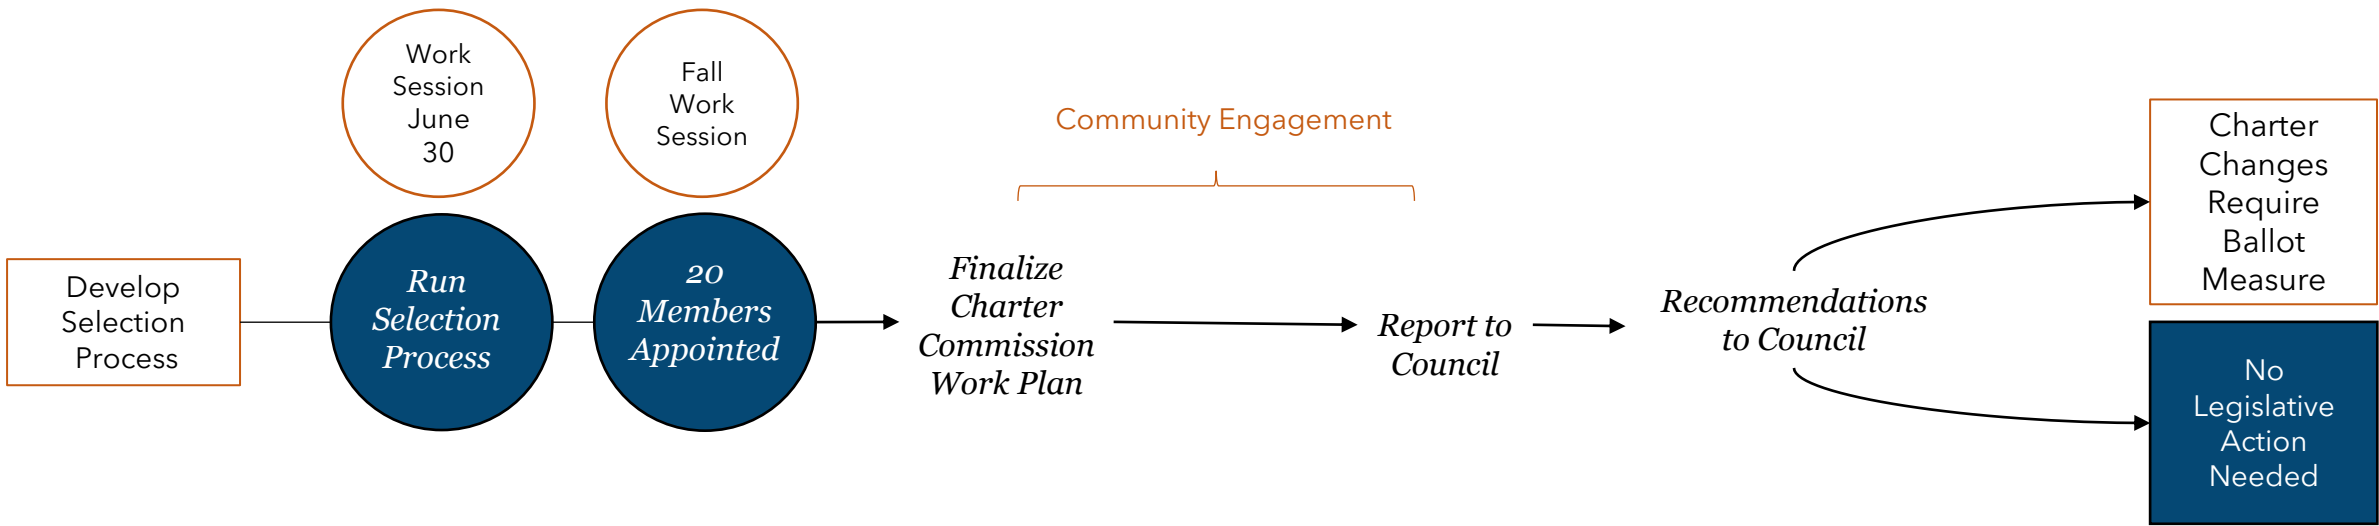 Work
Session
June
30
Fall
Work
Session
Community Engagement
Develop
Selection
Process
Run
Selection
Process
20
Members
Appointed
Finalize
Charter
Commission
Work Plan
Report to
Council
Recommendations
to Council
Charter
Changes
Require
Ballot
Measure
No
Legislative
Action
Needed